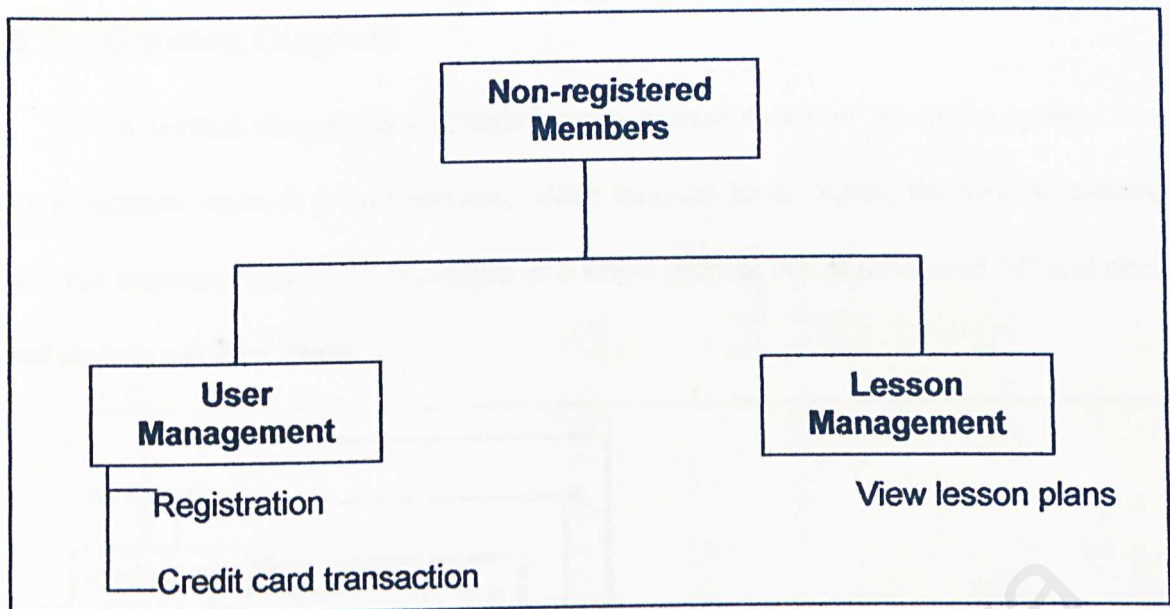 Non-registered
Members
User
Management
Lesson
Management
Registration
View lesson plans
Credit card transaction